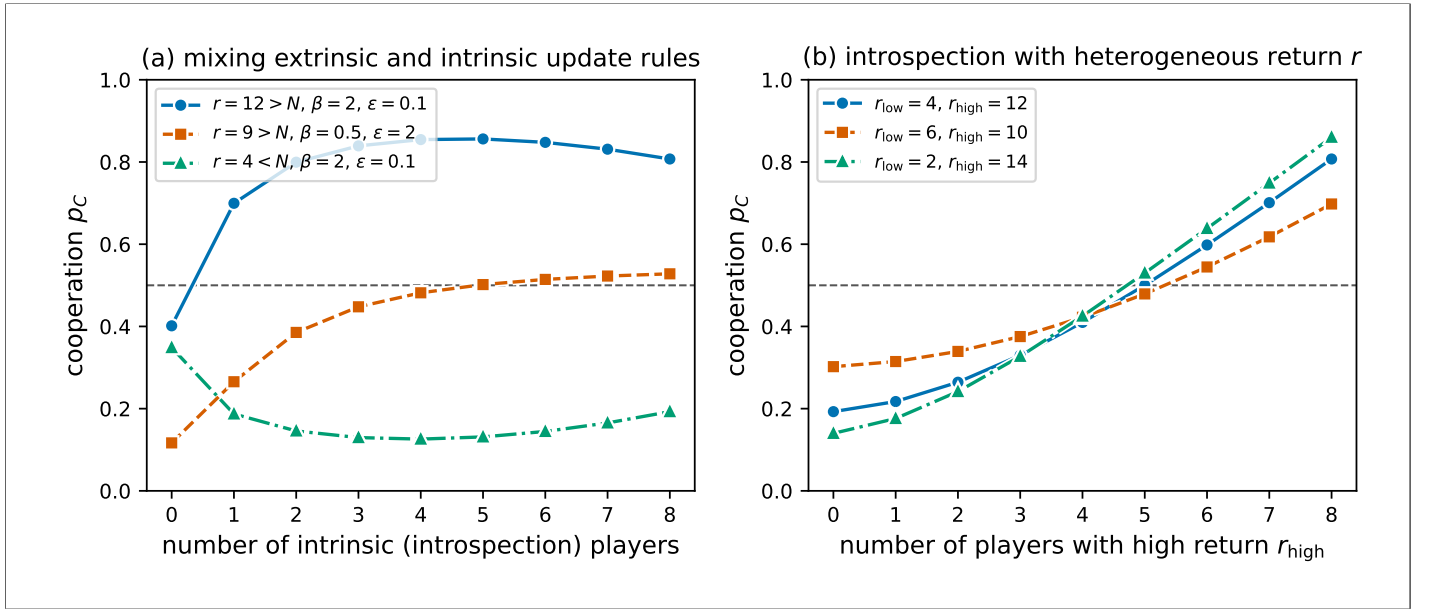 (a) mixing extrinsic and intrinsic update rules
r = 12 > N, β = 2, ε = 0.1
r = 9 > N, β = 0.5, ε = 2
r = 4 < N, β = 2, ε = 0.1
1.0
0.8
0.6
0.4
0.2
0.0
cooperation p_C
0 1 2 3 4 5 6 7 8
number of intrinsic (introspection) players
(b) introspection with heterogeneous return r
r_low = 4, r_high = 12
r_low = 6, r_high = 10
r_low = 2, r_high = 14
1.0
0.8
0.6
0.4
0.2
0.0
cooperation p_C
0 1 2 3 4 5 6 7 8
number of players with high return r_high